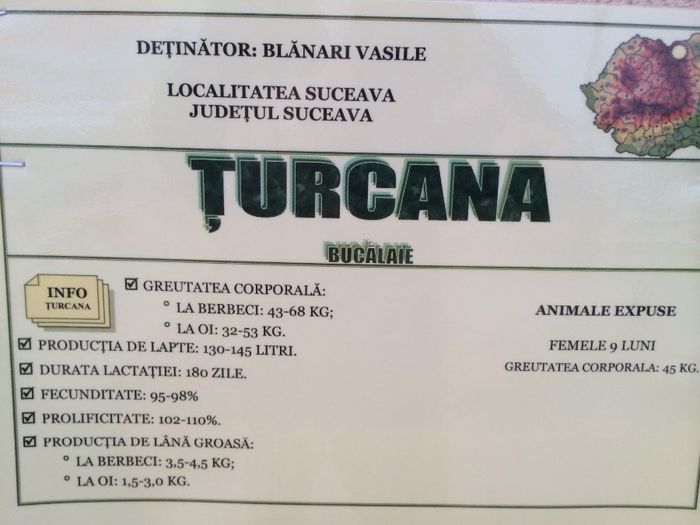 DEȚINĂTOR: BLĂNARI VASILE
LOCALITATEA SUCEAVA
JUDEȚUL SUCEAVA
ȚURCANA
BUCĂLAIE
INFO
ȚURCANA
GREUTATEA CORPORALĂ:
LA BERBECI: 43-68 KG;
LA OI: 32-53 KG.
PRODUCȚIA DE LAPTE: 130-145 LITRI.
DURATA LACTAȚIEI: 180 ZILE.
FECUNDITATE: 95-98%
PROLIFICITATE: 102-110%.
PRODUCȚIA DE LÂNĂ GROASĂ:
LA BERBECI: 3,5-4,5 KG;
LA OI: 1,5-3,0 KG.
ANIMALE EXPUSE
FEMELE 9 LUNI
GREUTATEA CORPORALA: 45 KG.